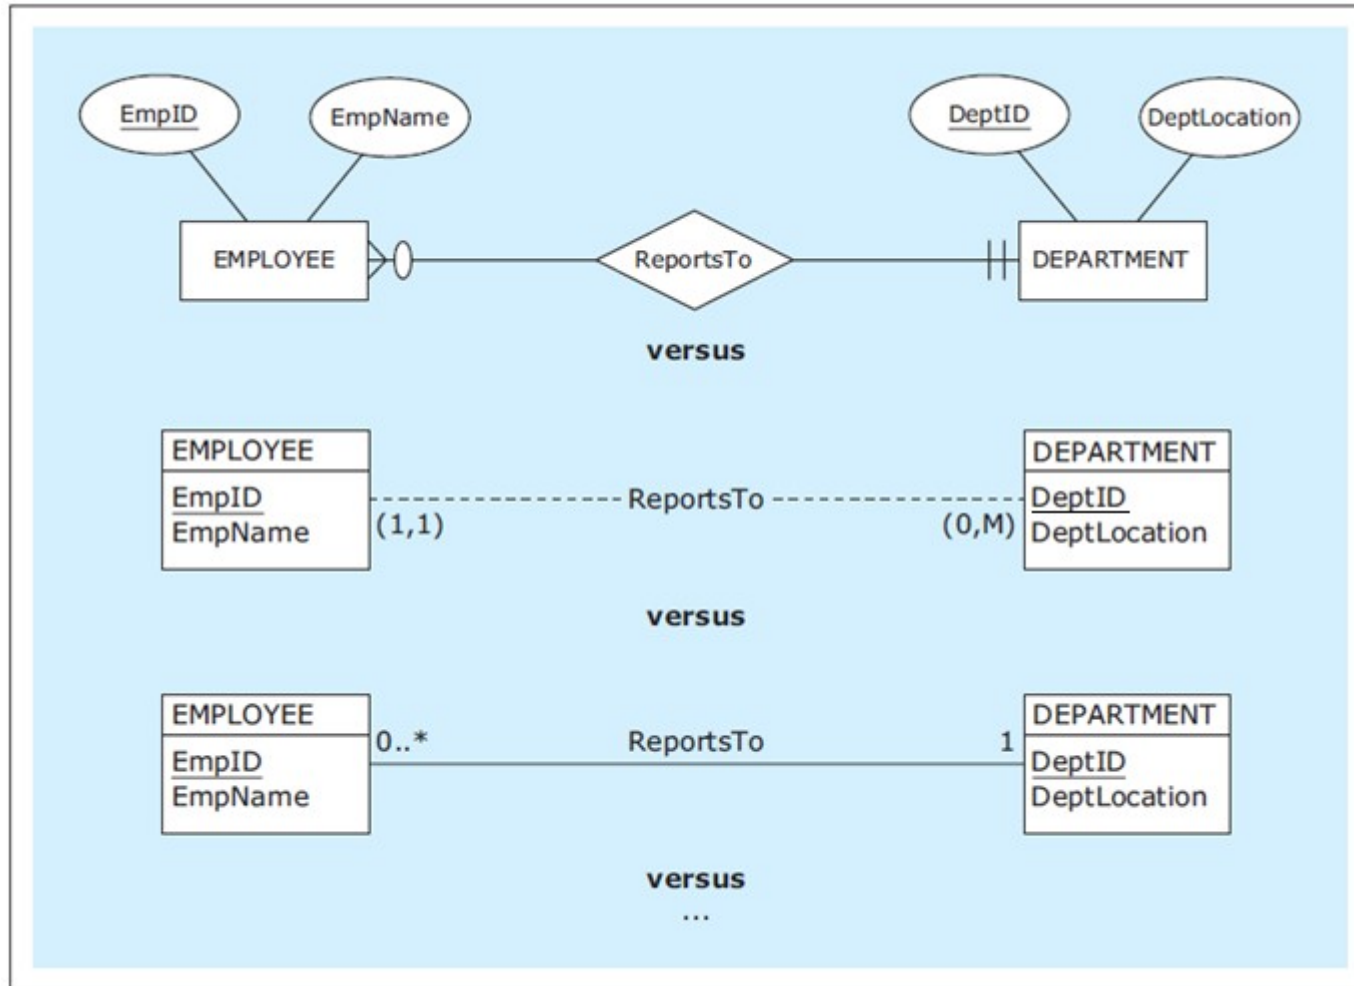 EmpID EmpName DeptID DeptLocation
EMPLOYEE ReportsTo DEPARTMENT
versus
EMPLOYEE DEPARTMENT
EmpID ReportsTo DeptID
EmpName (1,1) (0,M) DeptLocation
versus
EMPLOYEE DEPARTMENT
0..* ReportsTo 1
EmpID DeptID
EmpName DeptLocation
versus
...